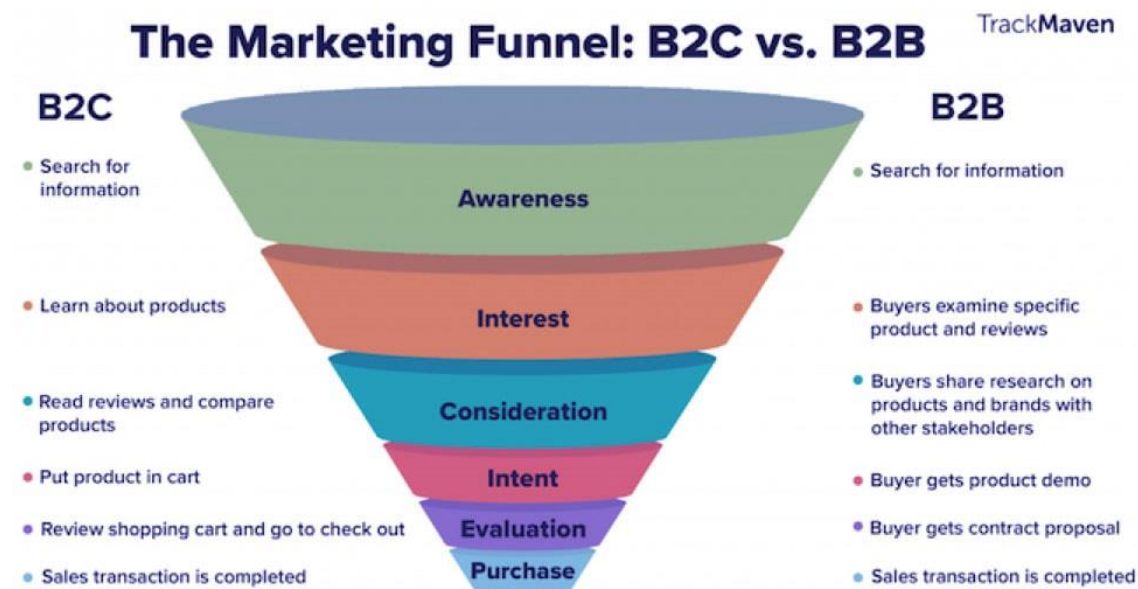 The Marketing Funnel: B2C vs. B2B
TrackMaven
B2C
Search for
information
Learn about products
Read reviews and compare
products
Put product in cart
Review shopping cart and go to check out
Sales transaction is completed
Awareness
Interest
Consideration
Intent
Evaluation
Purchase
B2B
Search for information
Buyers examine specific
product and reviews
Buyers share research on
products and brands with
other stakeholders
Buyer gets product demo
Buyer gets contract proposal
Sales transaction is completed